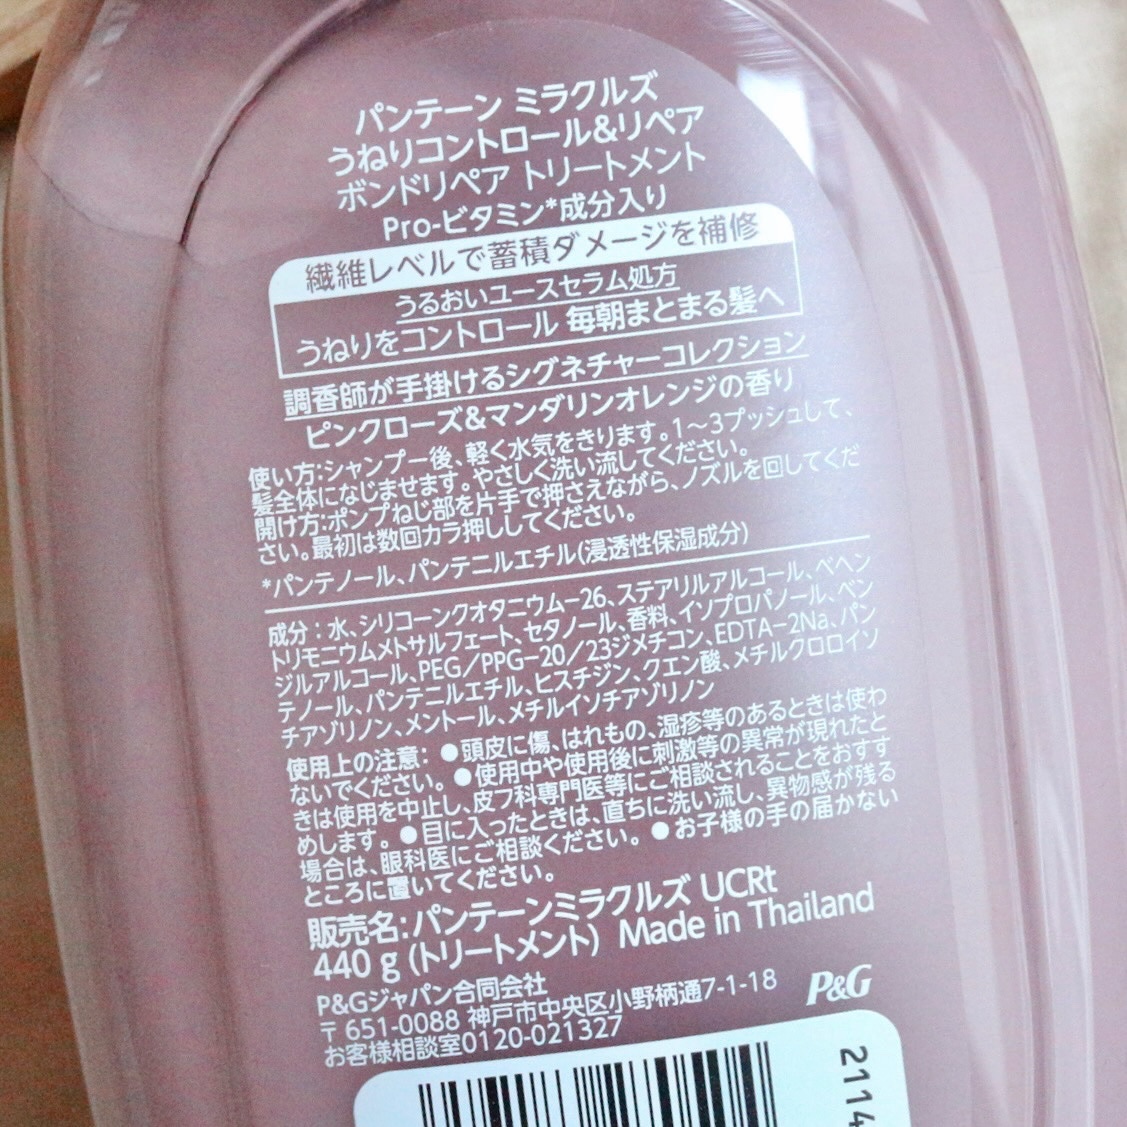 パンテーン ミラクルズ
うねりコントロール&リペア
ボンドリペア トリートメント
Pro-ビタミン*成分入り
繊維レベルで蓄積ダメージを補修
うるおいユースセラム処方
うねりをコントロール 毎朝まとまる髪へ
調香師が手掛けるシグネチャーコレクション
ピンクローズ&マンダリンオレンジの香り
使い方:シャンプー後、軽く水気をきります。1～3プッシュして、
髪全体になじませます。やさしく洗い流してください。
開け方:ポンプねじ部を片手で押さえながら、ノズルを回してくだ
さい。最初は数回カラ押ししてください。
*パンテノール、パンテニルエチル(浸透性保湿成分)
成分：水、シリコーンクオタニウム-26、ステアリルアルコール、ベヘン
トリモニウムメトサルフェート、セタノール、香料、イソプロパノール、ベン
ジルアルコール、PEG/PPG-20/23ジメチコン、EDTA-2Na、パン
テノール、パンテニルエチル、ヒスチジン、クエン酸、メチルクロロイソ
チアゾリノン、メントール、メチルイソチアゾリノン
使用上の注意: ●頭皮に傷、はれもの、湿疹等のあるときは使わ
ないでください。 ●使用中や使用後に刺激等の異常が現れたと
きは使用を中止し、皮フ科専門医等にご相談されることをおすす
めします。 ●目に入ったときは、直ちに洗い流し、異物感が残る
場合は、眼科医にご相談ください。 ●お子様の手の届かない
ところに置いてください。
販売名:パンテーンミラクルズ UCRt
440 g (トリートメント) Made in Thailand
P&Gジャパン合同会社
〒651-0088 神戸市中央区小野柄通7-1-18
お客様相談室0120-021327
P&G
2114